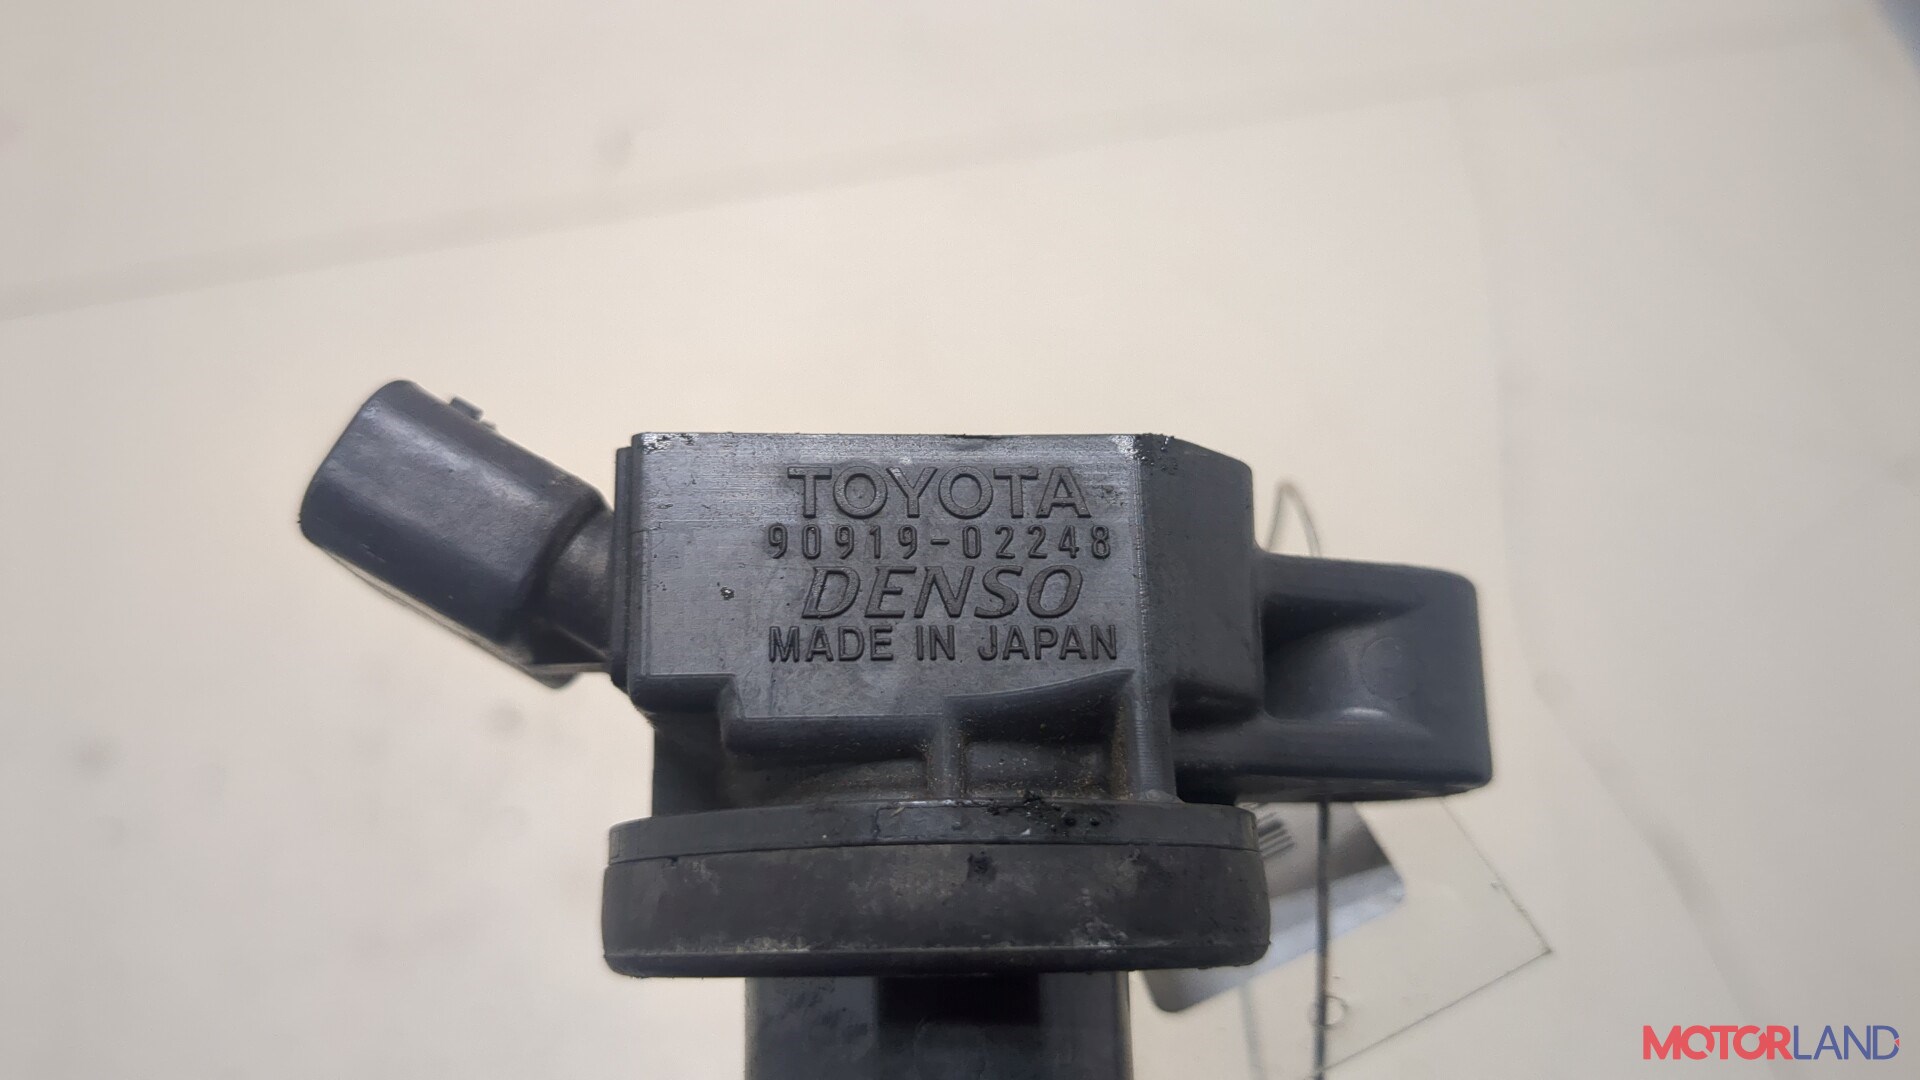 TOYOTA
90919-02248
DENSO
MADE IN JAPAN
MOTORLAND